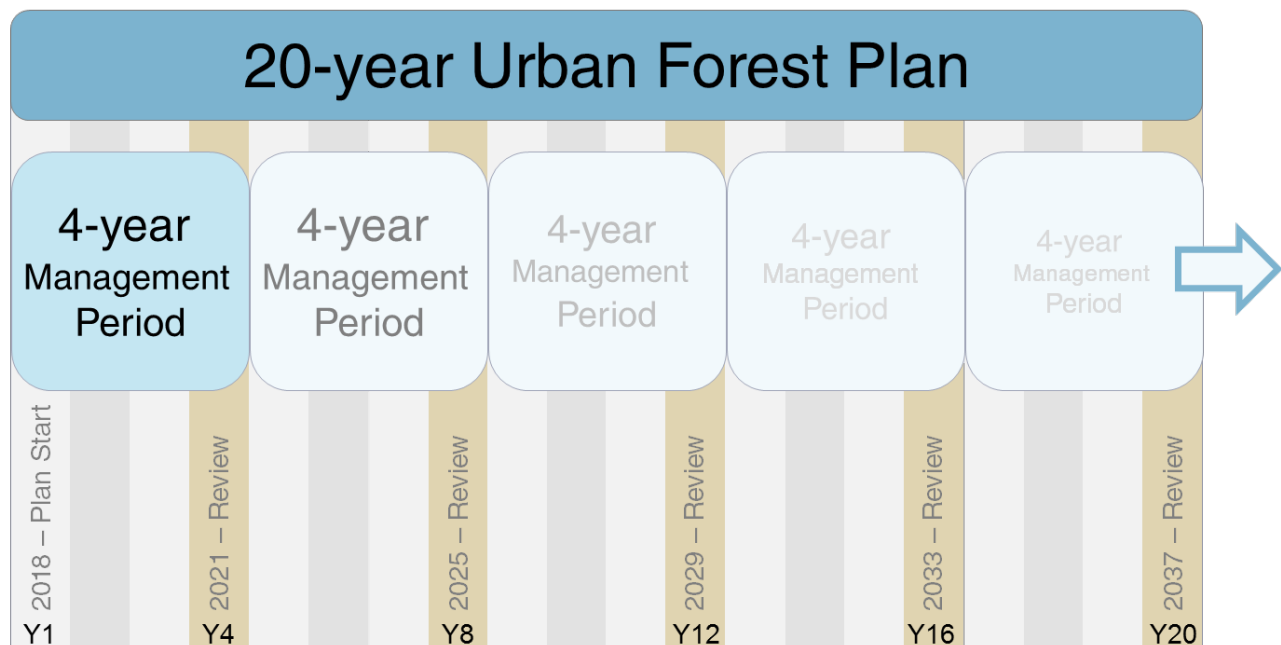 20-year Urban Forest Plan
4-year
Management
Period
4-year
Management
Period
4-year
Management
Period
4-year
Management
Period
4-year
Management
Period
2018 – Plan Start
2021 – Review
2025 – Review
2029 – Review
2033 – Review
2037 – Review
Y1
Y4
Y8
Y12
Y16
Y20